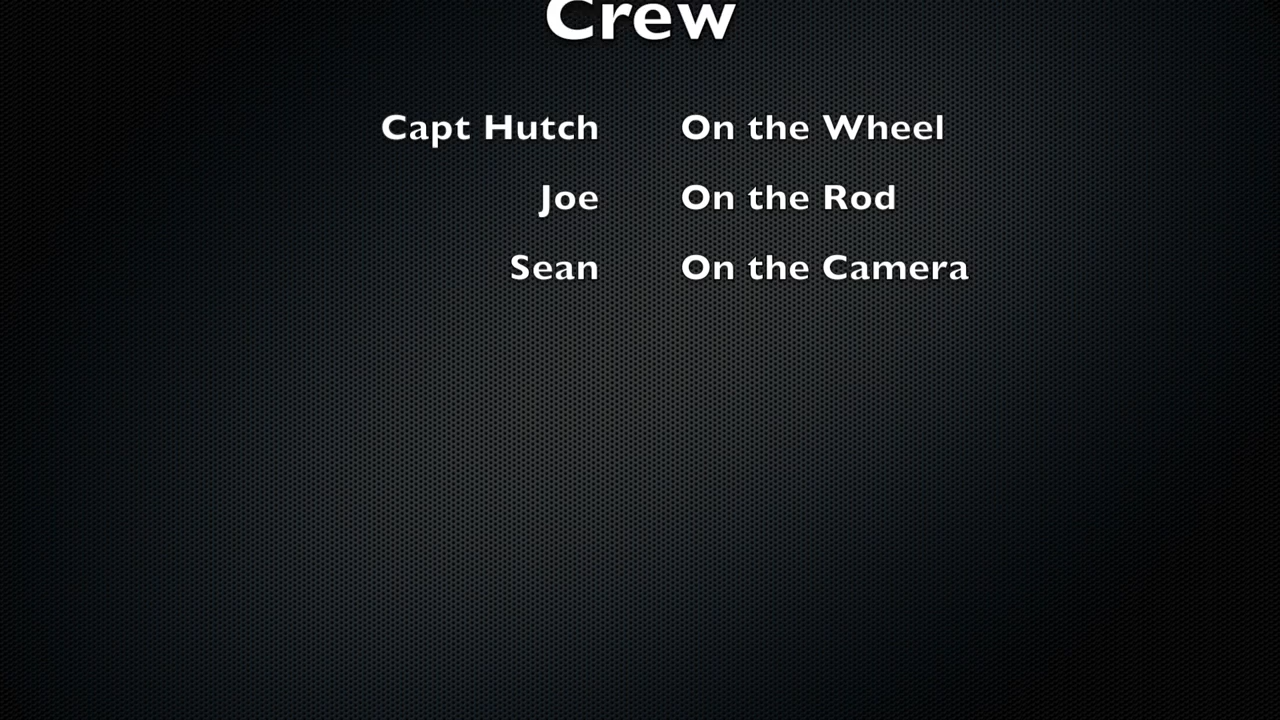 Crew
Capt Hutch On the Wheel
Joe On the Rod
Sean On the Camera